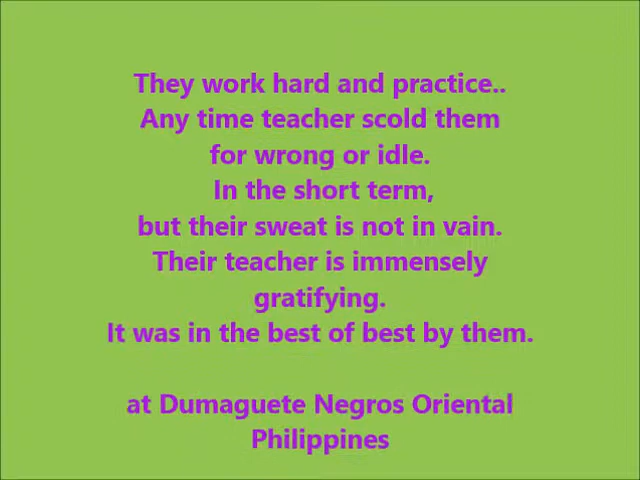 They work hard and practice..
Any time teacher scold them
for wrong or idle.
In the short term,
but their sweat is not in vain.
Their teacher is immensely
gratifying.
It was in the best of best by them.
at Dumaguete Negros Oriental
Philippines